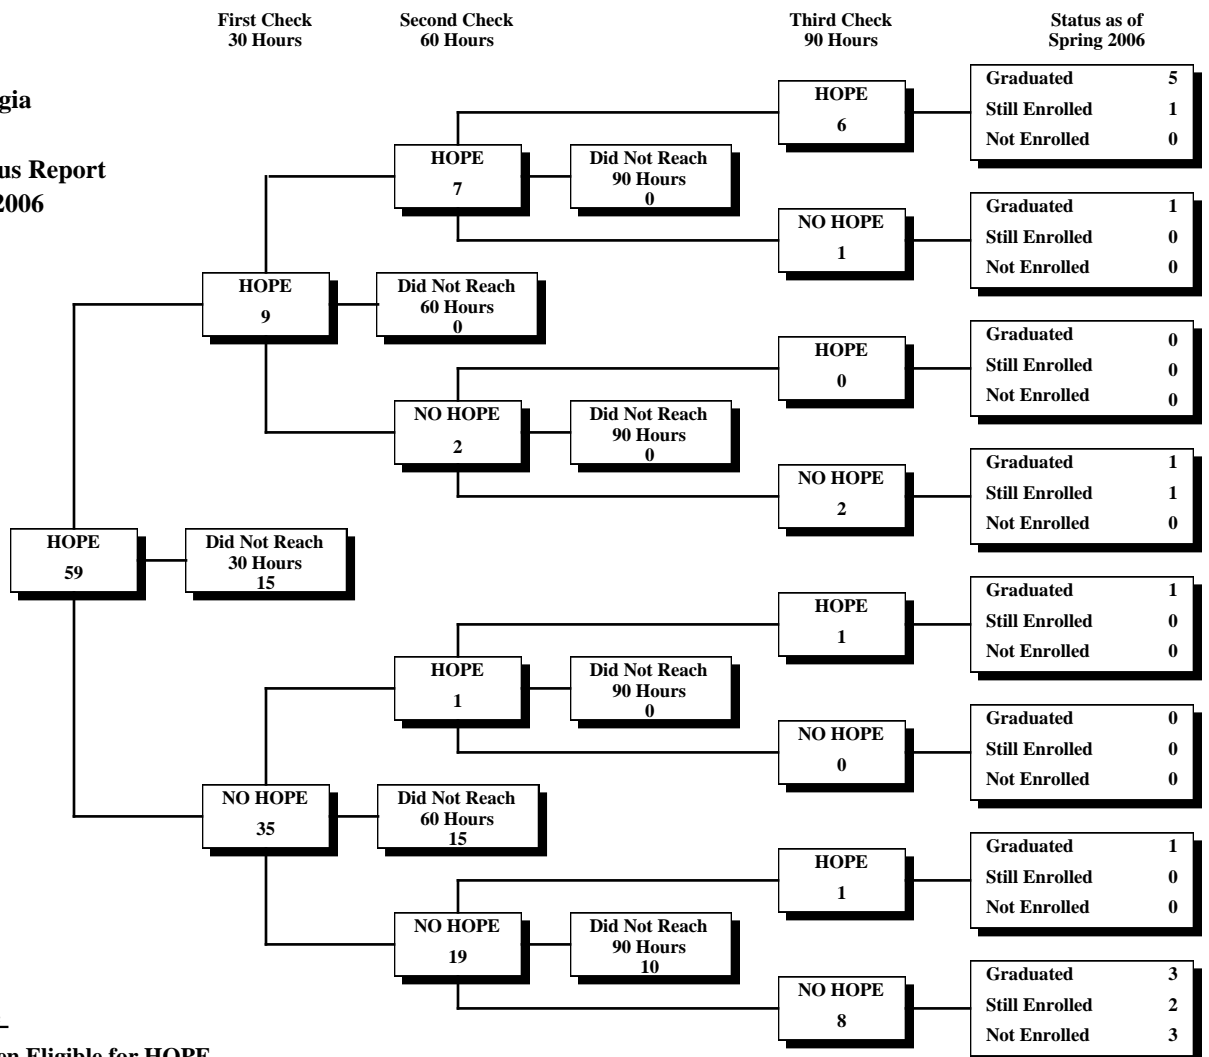 First Check
30 Hours
Second Check
60 Hours
Third Check
90 Hours
Status as of
Spring 2006
gia
us Report
2006
HOPE
59
Did Not Reach
30 Hours
15
HOPE
9
Did Not Reach
60 Hours
0
NO HOPE
35
Did Not Reach
60 Hours
15
HOPE
7
Did Not Reach
90 Hours
0
NO HOPE
2
Did Not Reach
90 Hours
0
HOPE
1
Did Not Reach
90 Hours
0
NO HOPE
19
Did Not Reach
90 Hours
10
HOPE
6
Graduated 5
Still Enrolled 1
Not Enrolled 0
NO HOPE
1
Graduated 1
Still Enrolled 0
Not Enrolled 0
HOPE
0
Graduated 0
Still Enrolled 0
Not Enrolled 0
NO HOPE
2
Graduated 1
Still Enrolled 1
Not Enrolled 0
HOPE
1
Graduated 1
Still Enrolled 0
Not Enrolled 0
NO HOPE
0
Graduated 0
Still Enrolled 0
Not Enrolled 0
HOPE
1
Graduated 1
Still Enrolled 0
Not Enrolled 0
NO HOPE
8
Graduated 3
Still Enrolled 2
Not Enrolled 3
en Eligible for HOPE